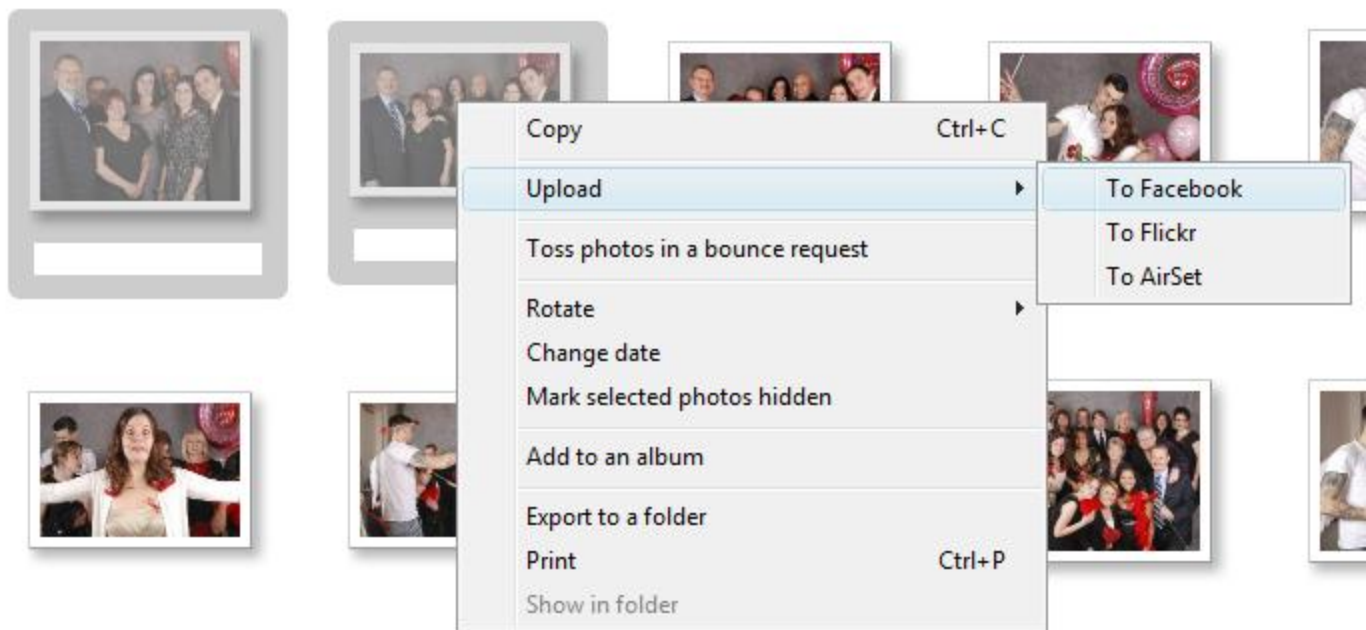 Copy Ctrl+C
Upload
To Facebook
To Flickr
To AirSet
Toss photos in a bounce request
Rotate
Change date
Mark selected photos hidden
Add to an album
Export to a folder
Print Ctrl+P
Show in folder